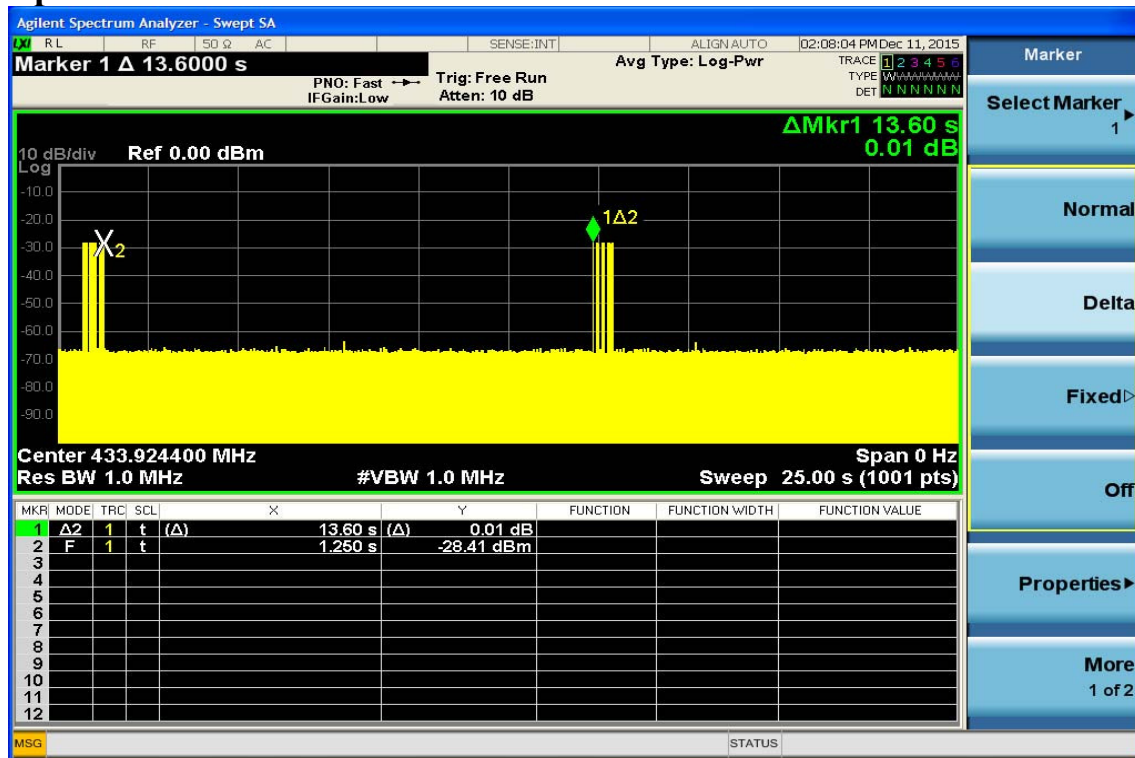 Agilent Spectrum Analyzer - Swept SA
LXI RL RF 50 Ω AC SENSE:INT ALIGN AUTO 02:08:04 PM Dec 11, 2015
Marker 1 Δ 13.6000 s
PNO: Fast
IFGain:Low
Trig: Free Run
Atten: 10 dB
Avg Type: Log-Pwr
TRACE 1 2 3 4 5 6
TYPE
DET N N N N N N
ΔMkr1 13.60 s
0.01 dB
10 dB/div Ref 0.00 dBm
Log
-10.0
-20.0
1Δ2
-30.0
X2
-40.0
-50.0
-60.0
-70.0
-80.0
-90.0
Center 433.924400 MHz Span 0 Hz
Res BW 1.0 MHz #VBW 1.0 MHz Sweep 25.00 s (1001 pts)
MKR MODE TRC SCL X Y FUNCTION FUNCTION WIDTH FUNCTION VALUE
1 Δ2 1 t (Δ) 13.60 s (Δ) 0.01 dB
2 F 1 t 1.250 s -28.41 dBm
3
4
5
6
7
8
9
10
11
12
MSG STATUS
Marker
Select Marker
1
Normal
Delta
Fixed
Off
Properties
More
1 of 2